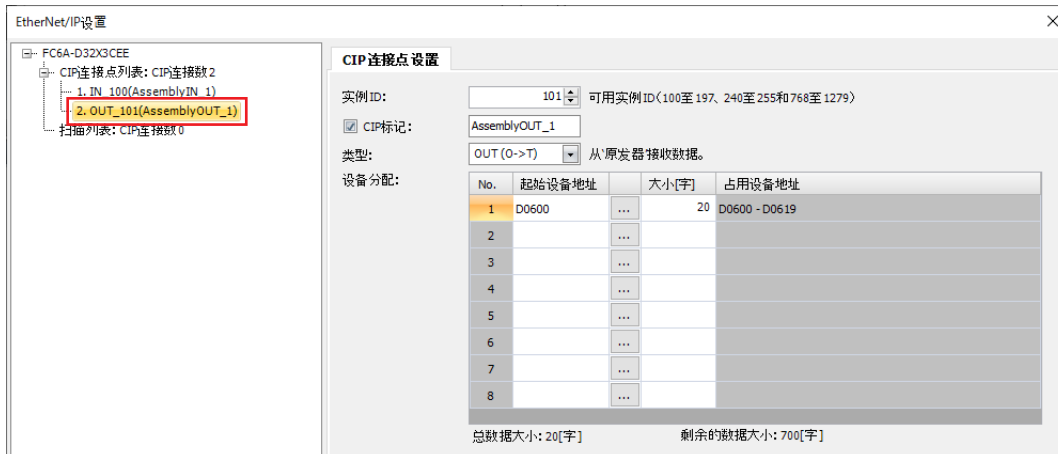 EtherNet/IP设置
FC6A-D32X3CEE
CIP连接点列表: CIP连接数2
1. IN_100(AssemblyIN_1)
2. OUT_101(AssemblyOUT_1)
扫描列表: CIP连接数0
CIP连接点设置
实例ID: 101 可用实例ID(100至197、240至255和768至1279)
CIP标记: AssemblyOUT_1
类型: OUT (O->T) 从'原发器'接收数据。
设备分配:
No. 起始设备地址 大小[字] 占用设备地址
1 D0600 ... 20 D0600 - D0619
2 ...
3 ...
4 ...
5 ...
6 ...
7 ...
8 ...
总数据大小: 20[字] 剩余的数据大小: 700[字]